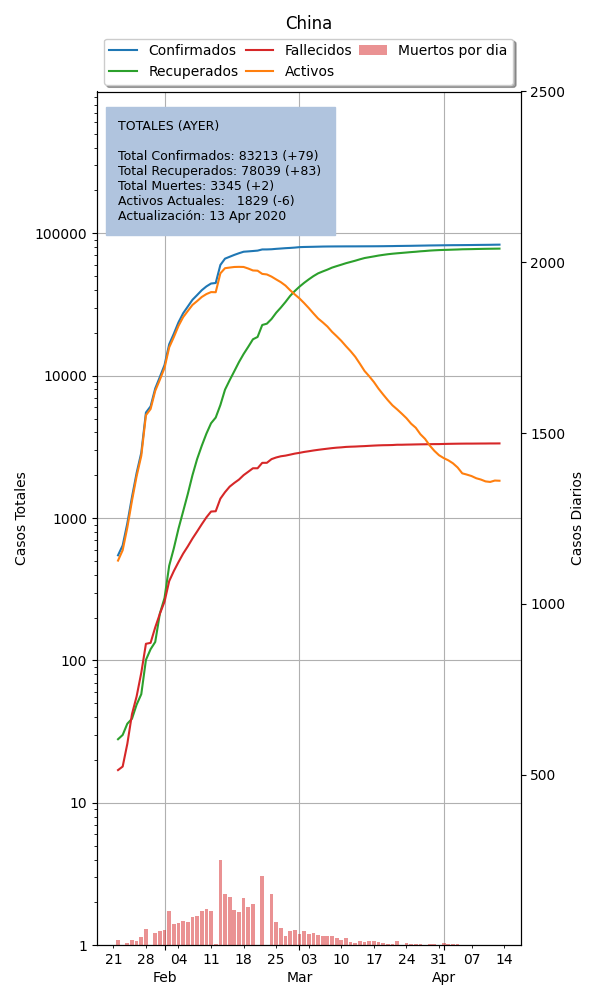 China
Confirmados
Recuperados
Fallecidos
Activos
Muertos por dia
TOTALES (AYER)
Total Confirmados: 83213 (+79)
Total Recuperados: 78039 (+83)
Total Muertes: 3345 (+2)
Activos Actuales:   1829 (-6)
Actualización: 13 Apr 2020
100000
10000
1000
100
10
1
Casos Totales
2500
2000
1500
1000
500
Casos Diarios
21 28 04 11 18 25 03 10 17 24 31 07 14
Feb Mar Apr